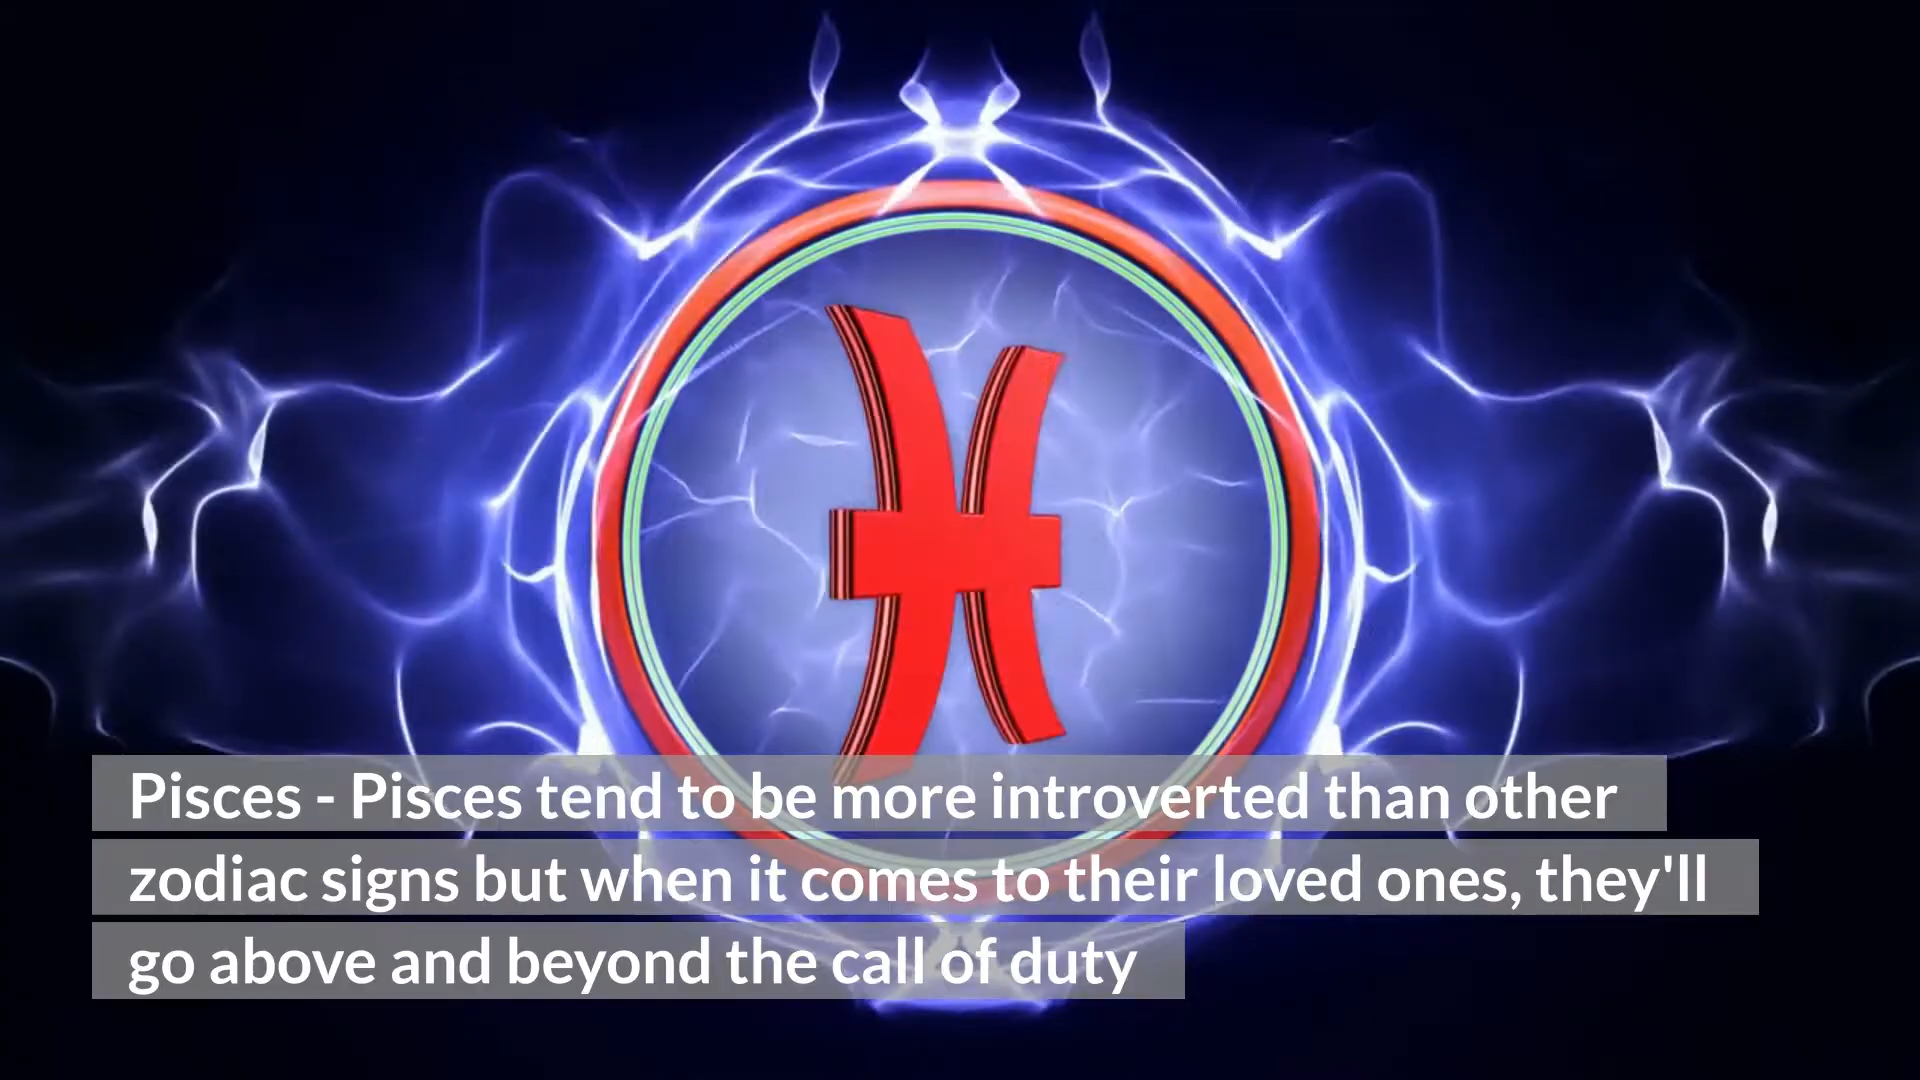 Pisces - Pisces tend to be more introverted than other
zodiac signs but when it comes to their loved ones, they'll
go above and beyond the call of duty